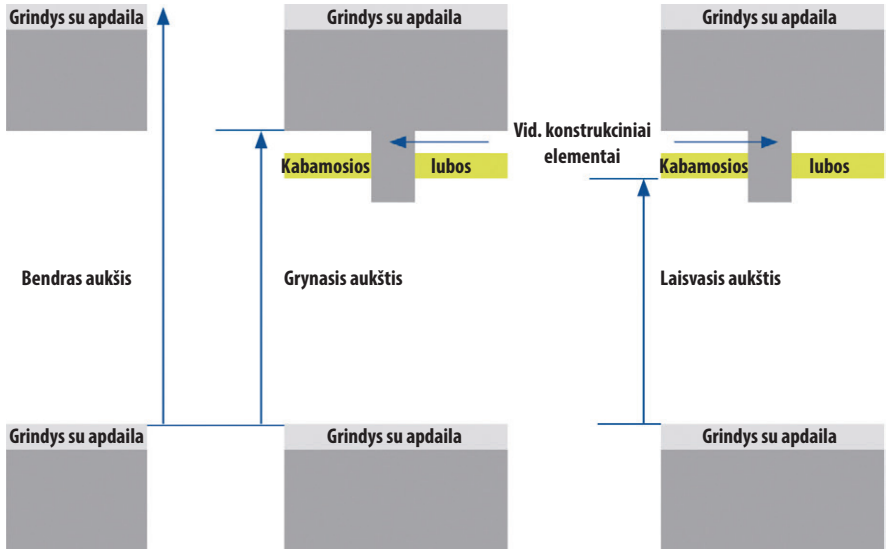 Grindys su apdaila
Grindys su apdaila
Grindys su apdaila
Vid. konstrukciniai
elementai
Kabamosios lubos
Kabamosios lubos
Bendras aukšis
Grynasis aukštis
Laisvasis aukštis
Grindys su apdaila
Grindys su apdaila
Grindys su apdaila